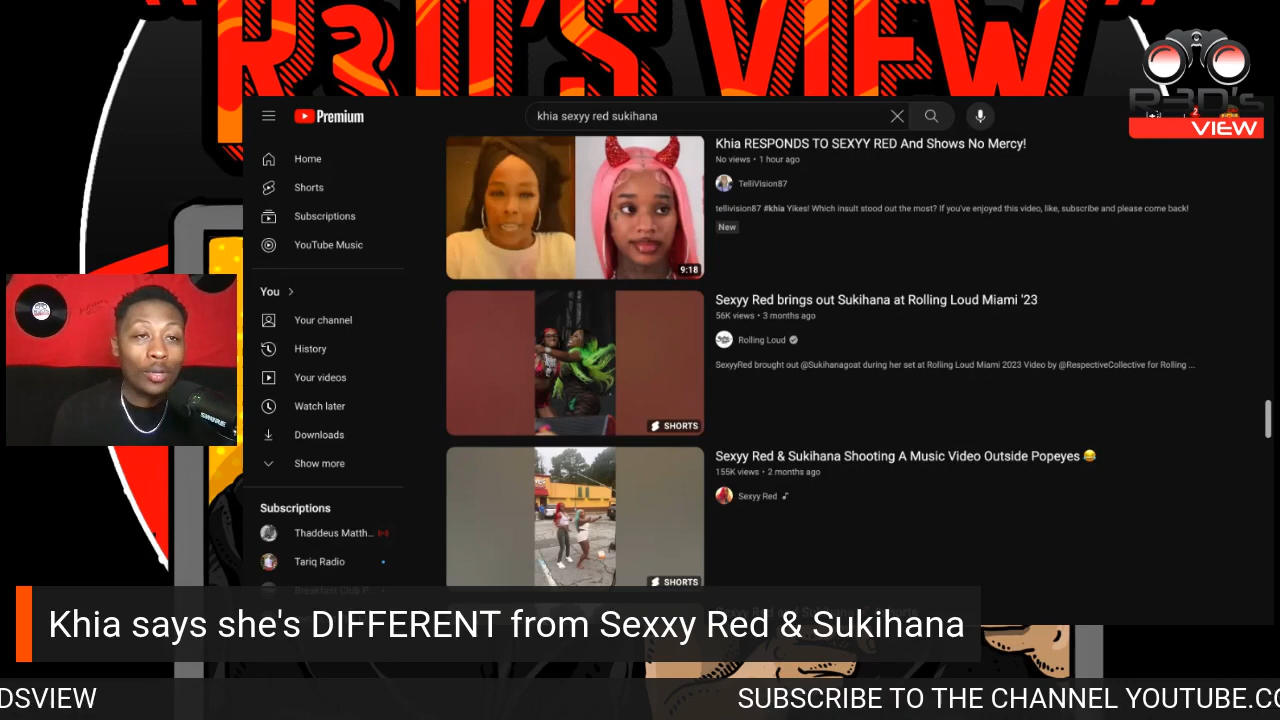 "R3D'S VIEW"
R3D's
VIEW
Premium
khia sexyy red sukihana
Home
Shorts
Subscriptions
YouTube Music
You
Your channel
History
Your videos
Watch later
Downloads
Show more
Subscriptions
Thaddeus Matth...
Tariq Radio
Breakfast Club P...
Khia RESPONDS TO SEXYY RED And Shows No Mercy!
No views • 1 hour ago
TelliVision87
tellivision87 #khia Yikes! Which insult stood out the most? If you've enjoyed this video, like, subscribe and please come back!
New
9:18
Sexyy Red brings out Sukihana at Rolling Loud Miami '23
56K views • 3 months ago
Rolling Loud
SexyyRed brought out @Sukihanagoat during her set at Rolling Loud Miami 2023 Video by @RespectiveCollective for Rolling ...
SHORTS
Sexyy Red & Sukihana Shooting A Music Video Outside Popeyes 😂
155K views • 2 months ago
Sexyy Red
SHORTS
SHURE
Khia says she's DIFFERENT from Sexxy Red & Sukihana
DSVIEW
SUBSCRIBE TO THE CHANNEL YOUTUBE.CO